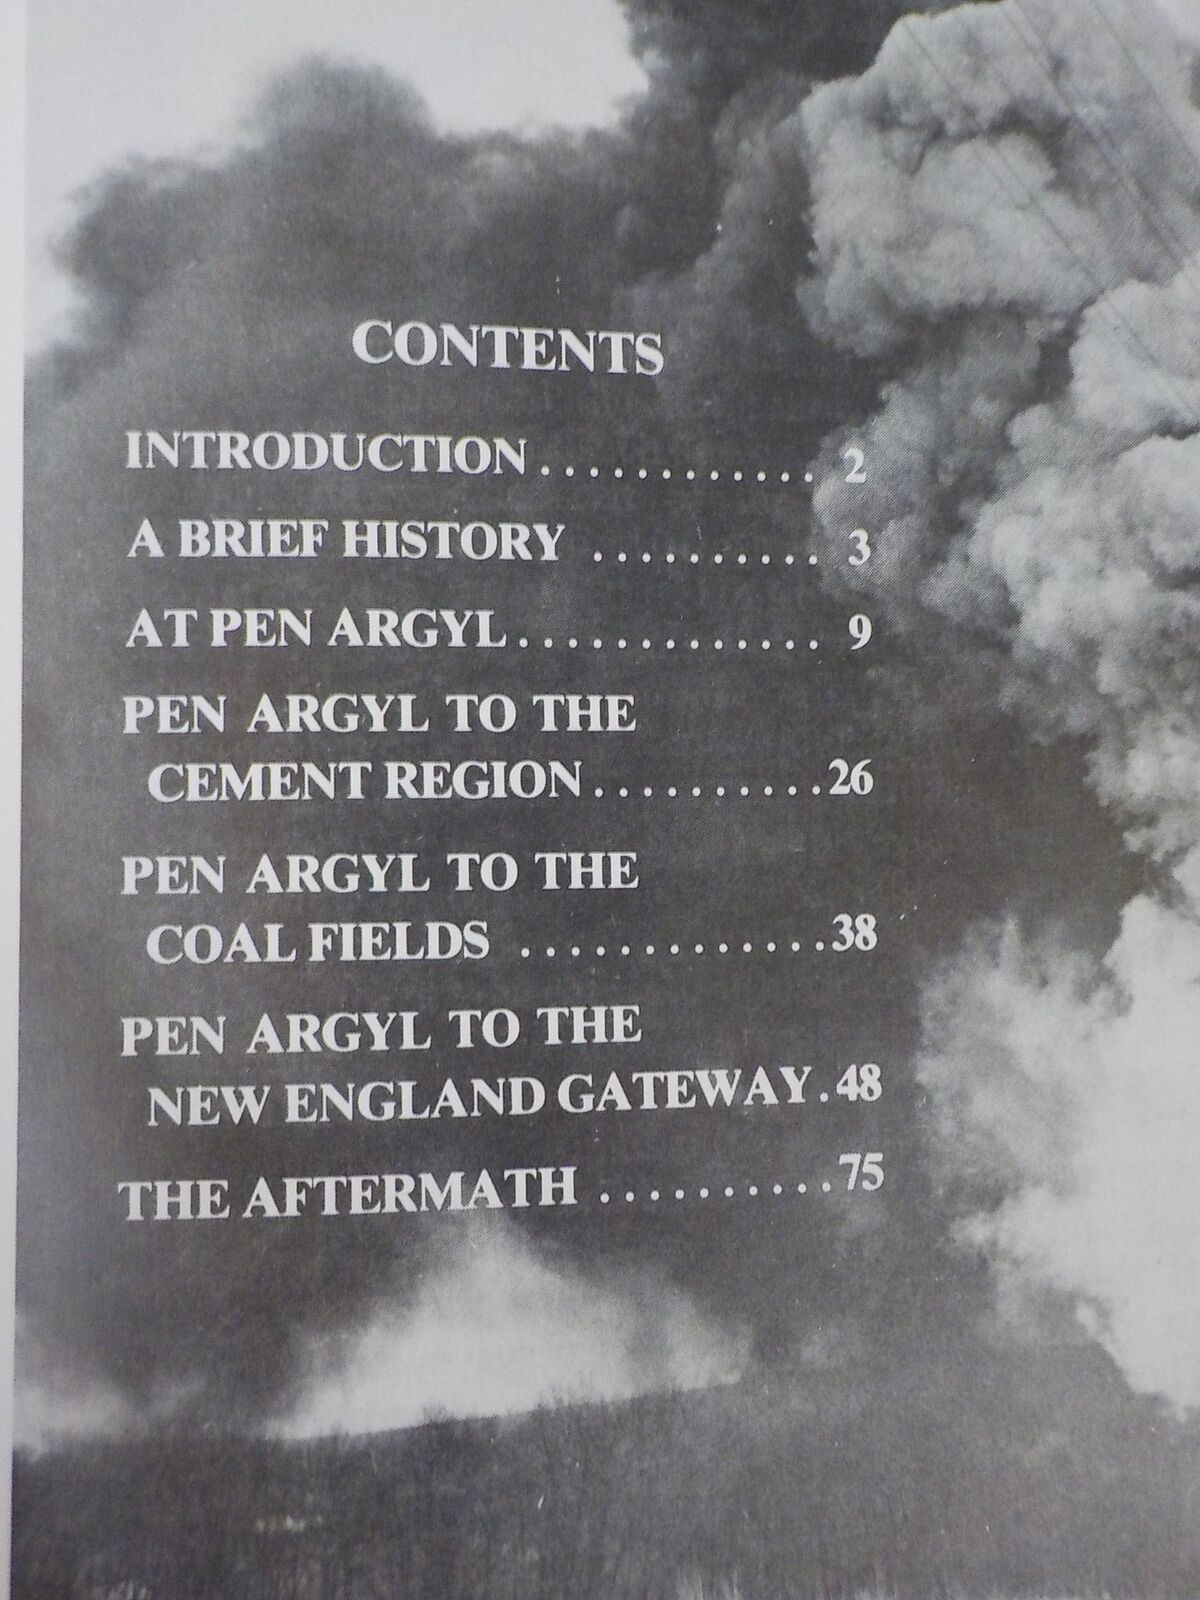 CONTENTS
INTRODUCTION............ 2
A BRIEF HISTORY .......... 3
AT PEN ARGYL............. 9
PEN ARGYL TO THE
CEMENT REGION..........26
PEN ARGYL TO THE
COAL FIELDS .............38
PEN ARGYL TO THE
NEW ENGLAND GATEWAY.48
THE AFTERMATH ..........75